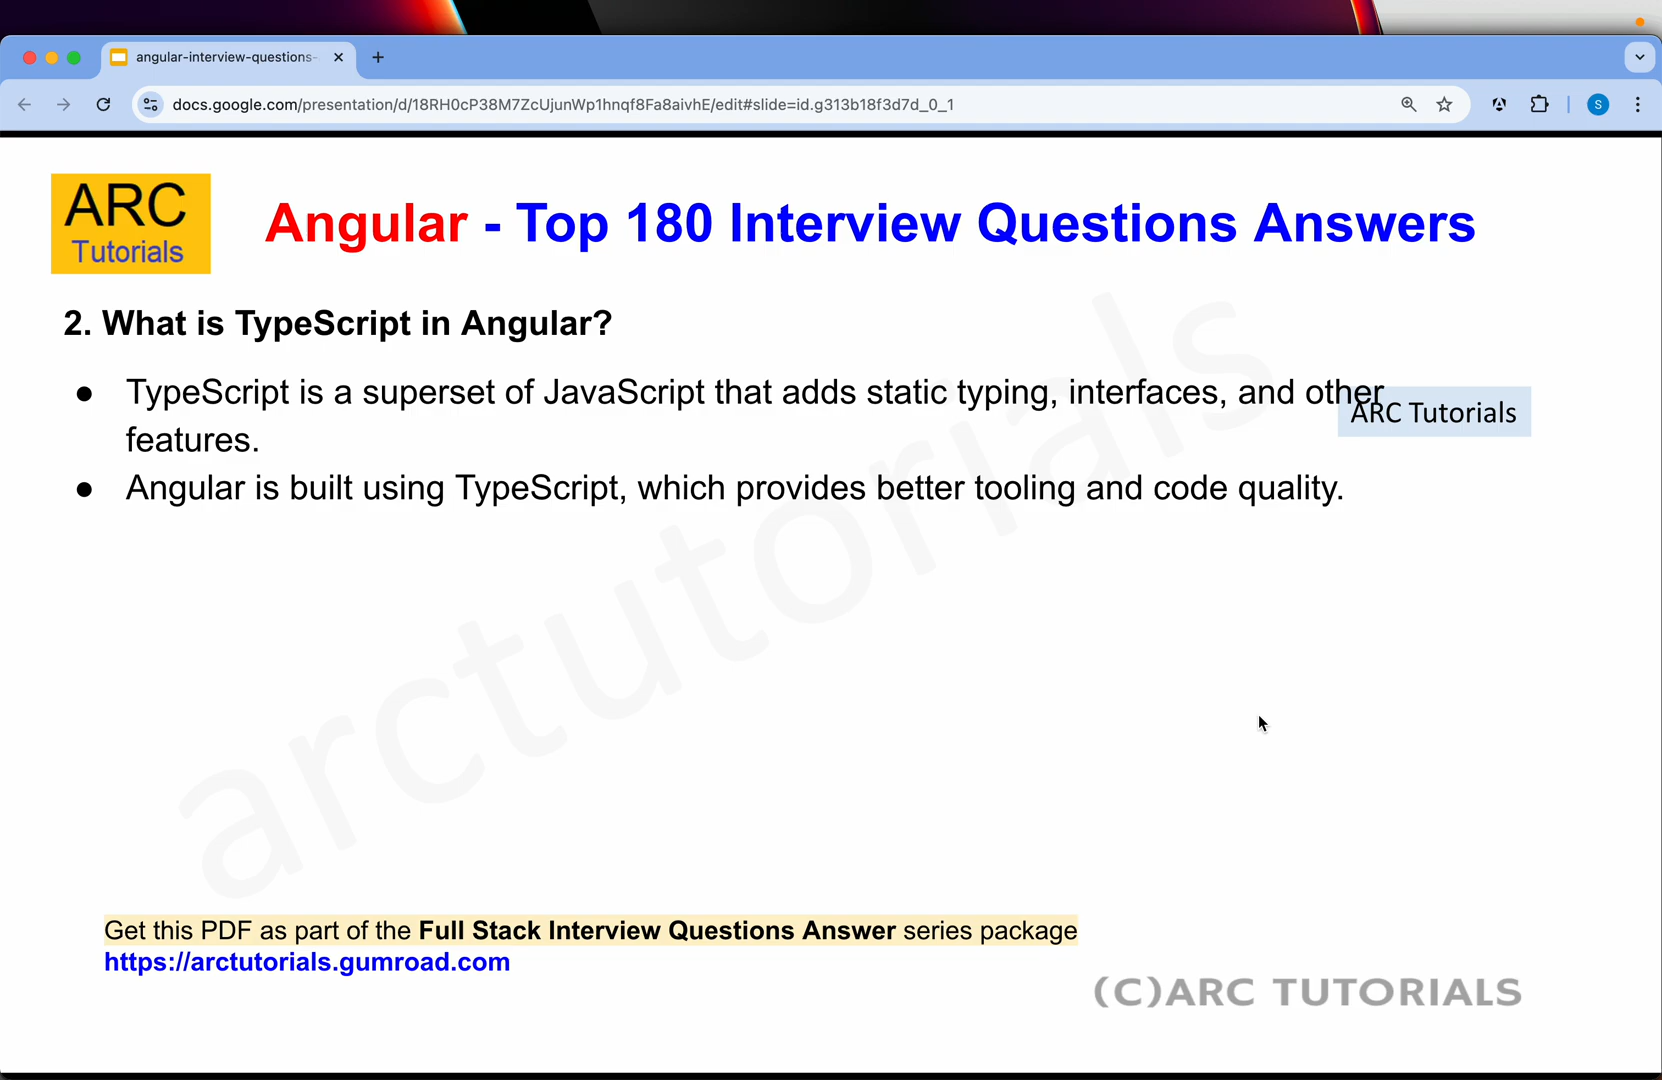 angular-interview-questions-
docs.google.com/presentation/d/18RH0cP38M7ZcUjunWp1hnqf8Fa8aivhE/edit#slide=id.g313b18f3d7d_0_1
S
ARC
Tutorials
Angular - Top 180 Interview Questions Answers
2. What is TypeScript in Angular?
● TypeScript is a superset of JavaScript that adds static typing, interfaces, and other
features.
ARC Tutorials
● Angular is built using TypeScript, which provides better tooling and code quality.
arctutorials
Get this PDF as part of the Full Stack Interview Questions Answer series package
https://arctutorials.gumroad.com
(C)ARC TUTORIALS